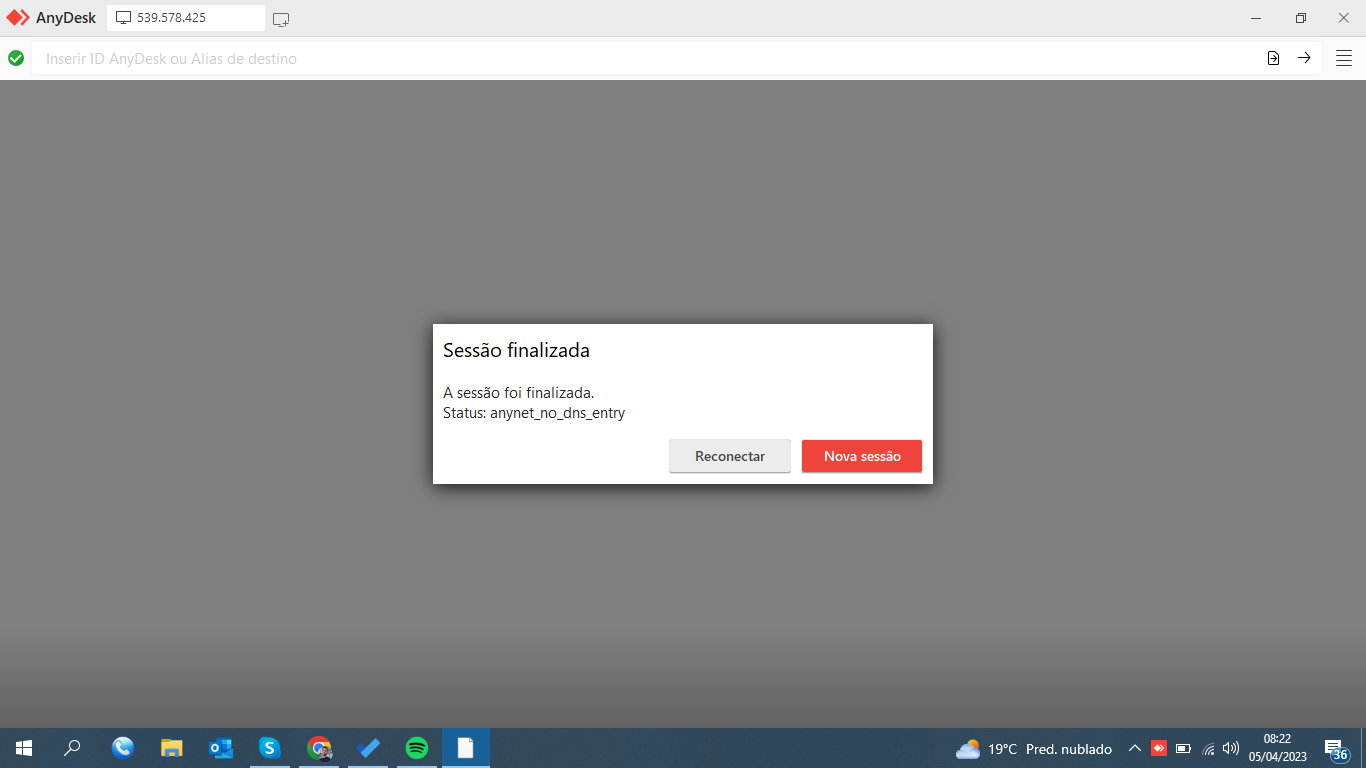 AnyDesk
539.578.425
Inserir ID AnyDesk ou Alias de destino
Sessão finalizada
A sessão foi finalizada.
Status: anynet_no_dns_entry
Reconectar
Nova sessão
19°C Pred. nublado
08:22
05/04/2023
36